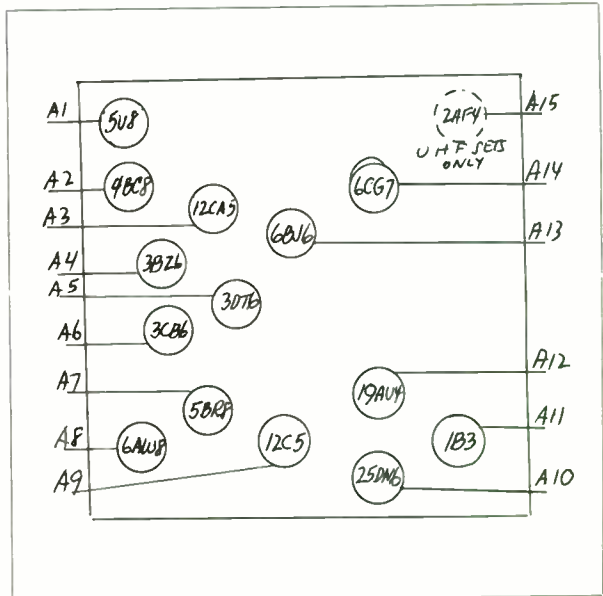 A1
5U8
2AF4
A15
UHF SETS
ONLY
A2
4BC8
6CG7
A14
A3
12CA5
6BJ6
A13
A4
3BZ6
A5
3DT6
A6
3CB6
A7
5BR8
19AU4
A12
A8
6AW8
12C5
1B3
A11
A9
25DN6
A10